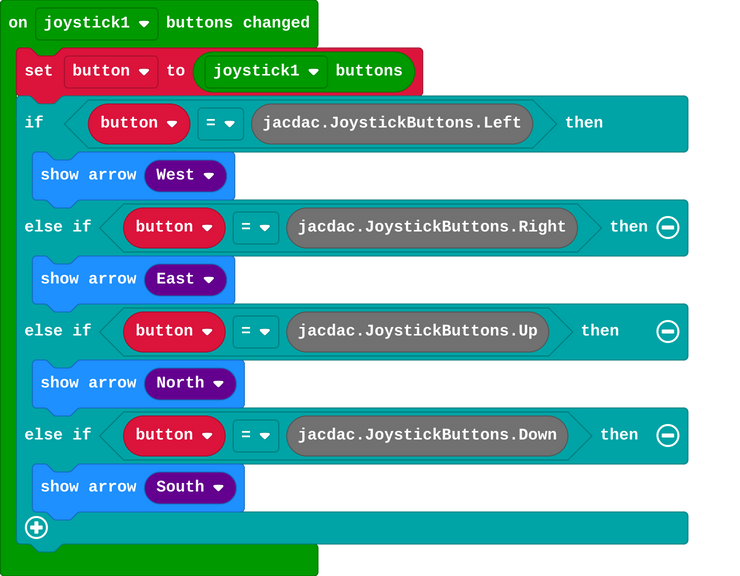 on joystick1 buttons changed
set button to joystick1 buttons
if button = jacdac.JoystickButtons.Left then
show arrow West
else if button = jacdac.JoystickButtons.Right then
show arrow East
else if button = jacdac.JoystickButtons.Up then
show arrow North
else if button = jacdac.JoystickButtons.Down then
show arrow South